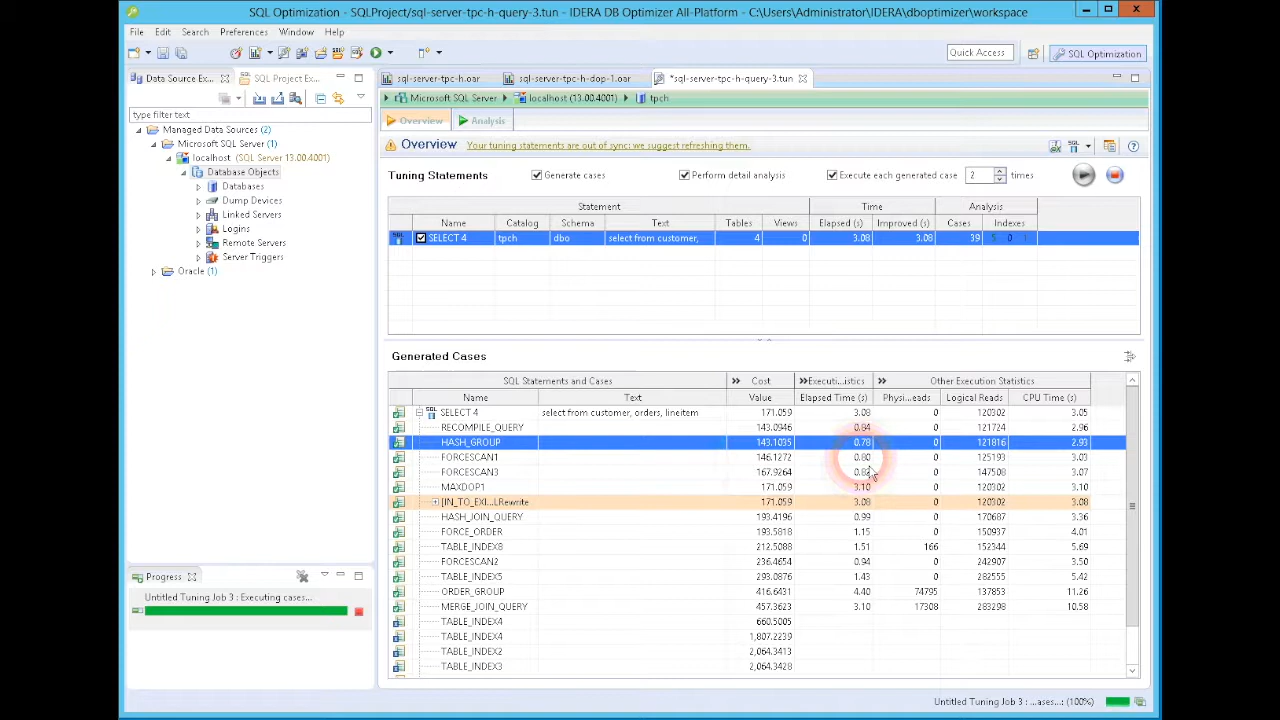 SQL Optimization - SQLProject/sql-server-tpc-h-query-3.tun - IDERA DB Optimizer All-Platform - C:\Users\Administrator\IDERA\dboptimizer\workspace
File Edit Search Preferences Window Help
Quick Access SQL Optimization
Data Source Ex... SQL Project Ex... sql-server-tpc-h.oar sql-server-tpc-h-dop-1.oar *sql-server-tpc-h-query-3.tun
Microsoft SQL Server localhost (13.00.4001) tpch
type filter text
Overview Analysis
Managed Data Sources (2)
Microsoft SQL Server (1)
localhost (SQL Server 13.00.4001)
Database Objects
Databases
Dump Devices
Linked Servers
Logins
Remote Servers
Server Triggers
Oracle (1)
Overview Your tuning statements are out of sync; we suggest refreshing them.
Tuning Statements Generate cases Perform detail analysis Execute each generated case 2 times
Statement Time Analysis
Name Catalog Schema Text Tables Views Elapsed (s) Improved (s) Cases Indexes
SELECT 4 tpch dbo select from customer, 4 0 3.08 3.08 39 5 0 1
Generated Cases
SQL Statements and Cases Cost Executi...istics Other Execution Statistics
Name Text Value Elapsed Time (s) Physi...eads Logical Reads CPU Time (s)
SELECT 4 select from customer, orders, lineitem 171.059 3.08 0 120302 3.05
RECOMPILE_QUERY 143.0946 0.84 0 121724 2.96
HASH_GROUP 143.1035 0.78 0 121816 2.93
FORCESCAN1 146.1272 0.80 0 125193 3.03
FORCESCAN3 167.9264 0.82 0 147508 3.07
MAXDOP1 171.059 3.10 0 120302 3.10
[IN_TO_EXI...LRewrite 171.059 3.08 0 120302 3.08
HASH_JOIN_QUERY 193.4196 0.99 0 170687 3.36
FORCE_ORDER 193.5818 1.15 0 150937 4.01
TABLE_INDEX8 212.5088 1.51 166 152344 5.69
FORCESCAN2 236.4654 0.94 0 242907 3.50
TABLE_INDEX5 293.0876 1.43 0 282555 5.42
ORDER_GROUP 416.6431 4.40 74795 137853 11.26
MERGE_JOIN_QUERY 457.3623 3.10 17308 283298 10.58
TABLE_INDEX4 660.5005
TABLE_INDEX4 1,807.2239
TABLE_INDEX2 2,064.3413
TABLE_INDEX3 2,064.3428
Progress
Untitled Tuning Job 3 : Executing cases...
Untitled Tuning Job 3 : ...ases...: (100%)